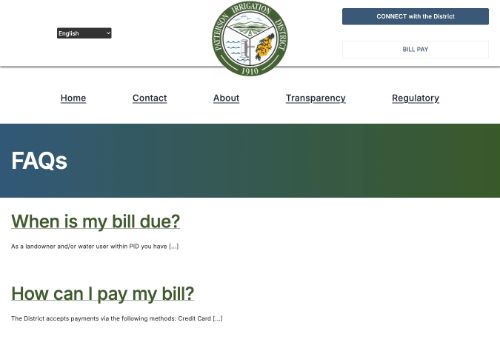 English
PATTERSON IRRIGATION DISTRICT
1910
CONNECT with the District
BILL PAY
Home
Contact
About
Transparency
Regulatory
FAQs
When is my bill due?
As a landowner and/or water user within PID you have [...]
How can I pay my bill?
The District accepts payments via the following methods: Credit Card [...]